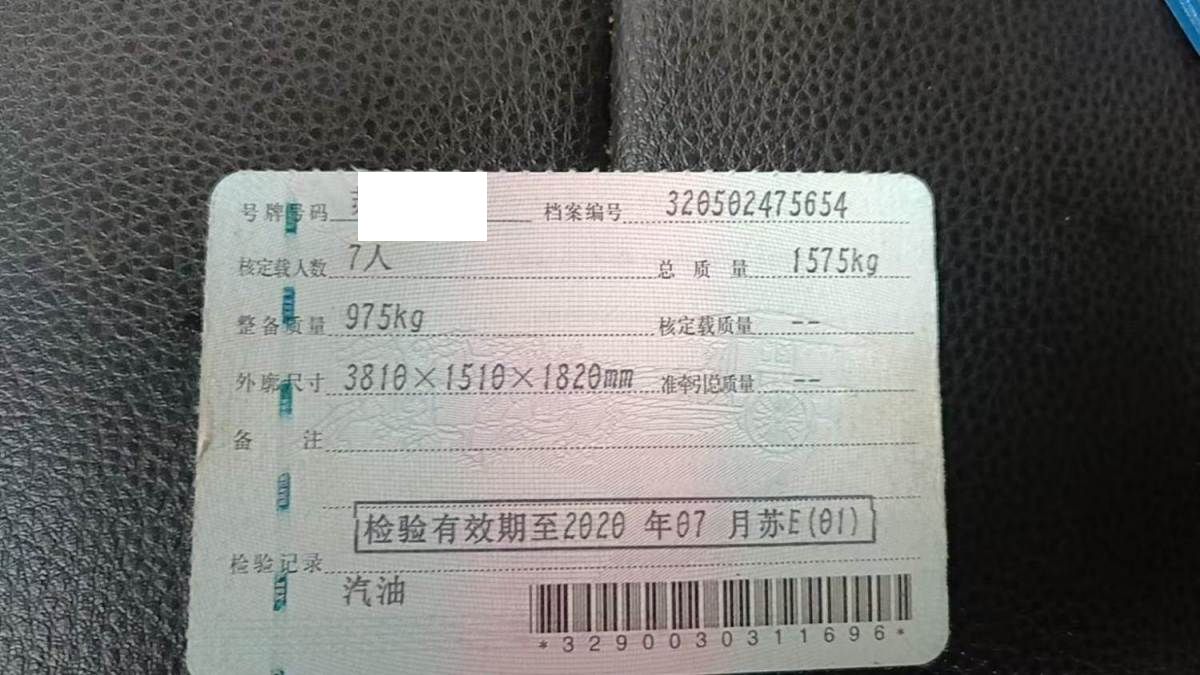 号牌号码 档案编号 320502475654
核定载人数 7人 总质量 1575kg
整备质量 975kg 核定载质量 --
外廓尺寸 3810×1510×1820mm 准牵引总质量 --
备注
检验有效期至2020年07月苏E(01)
检验记录
汽油
*3290030311696*